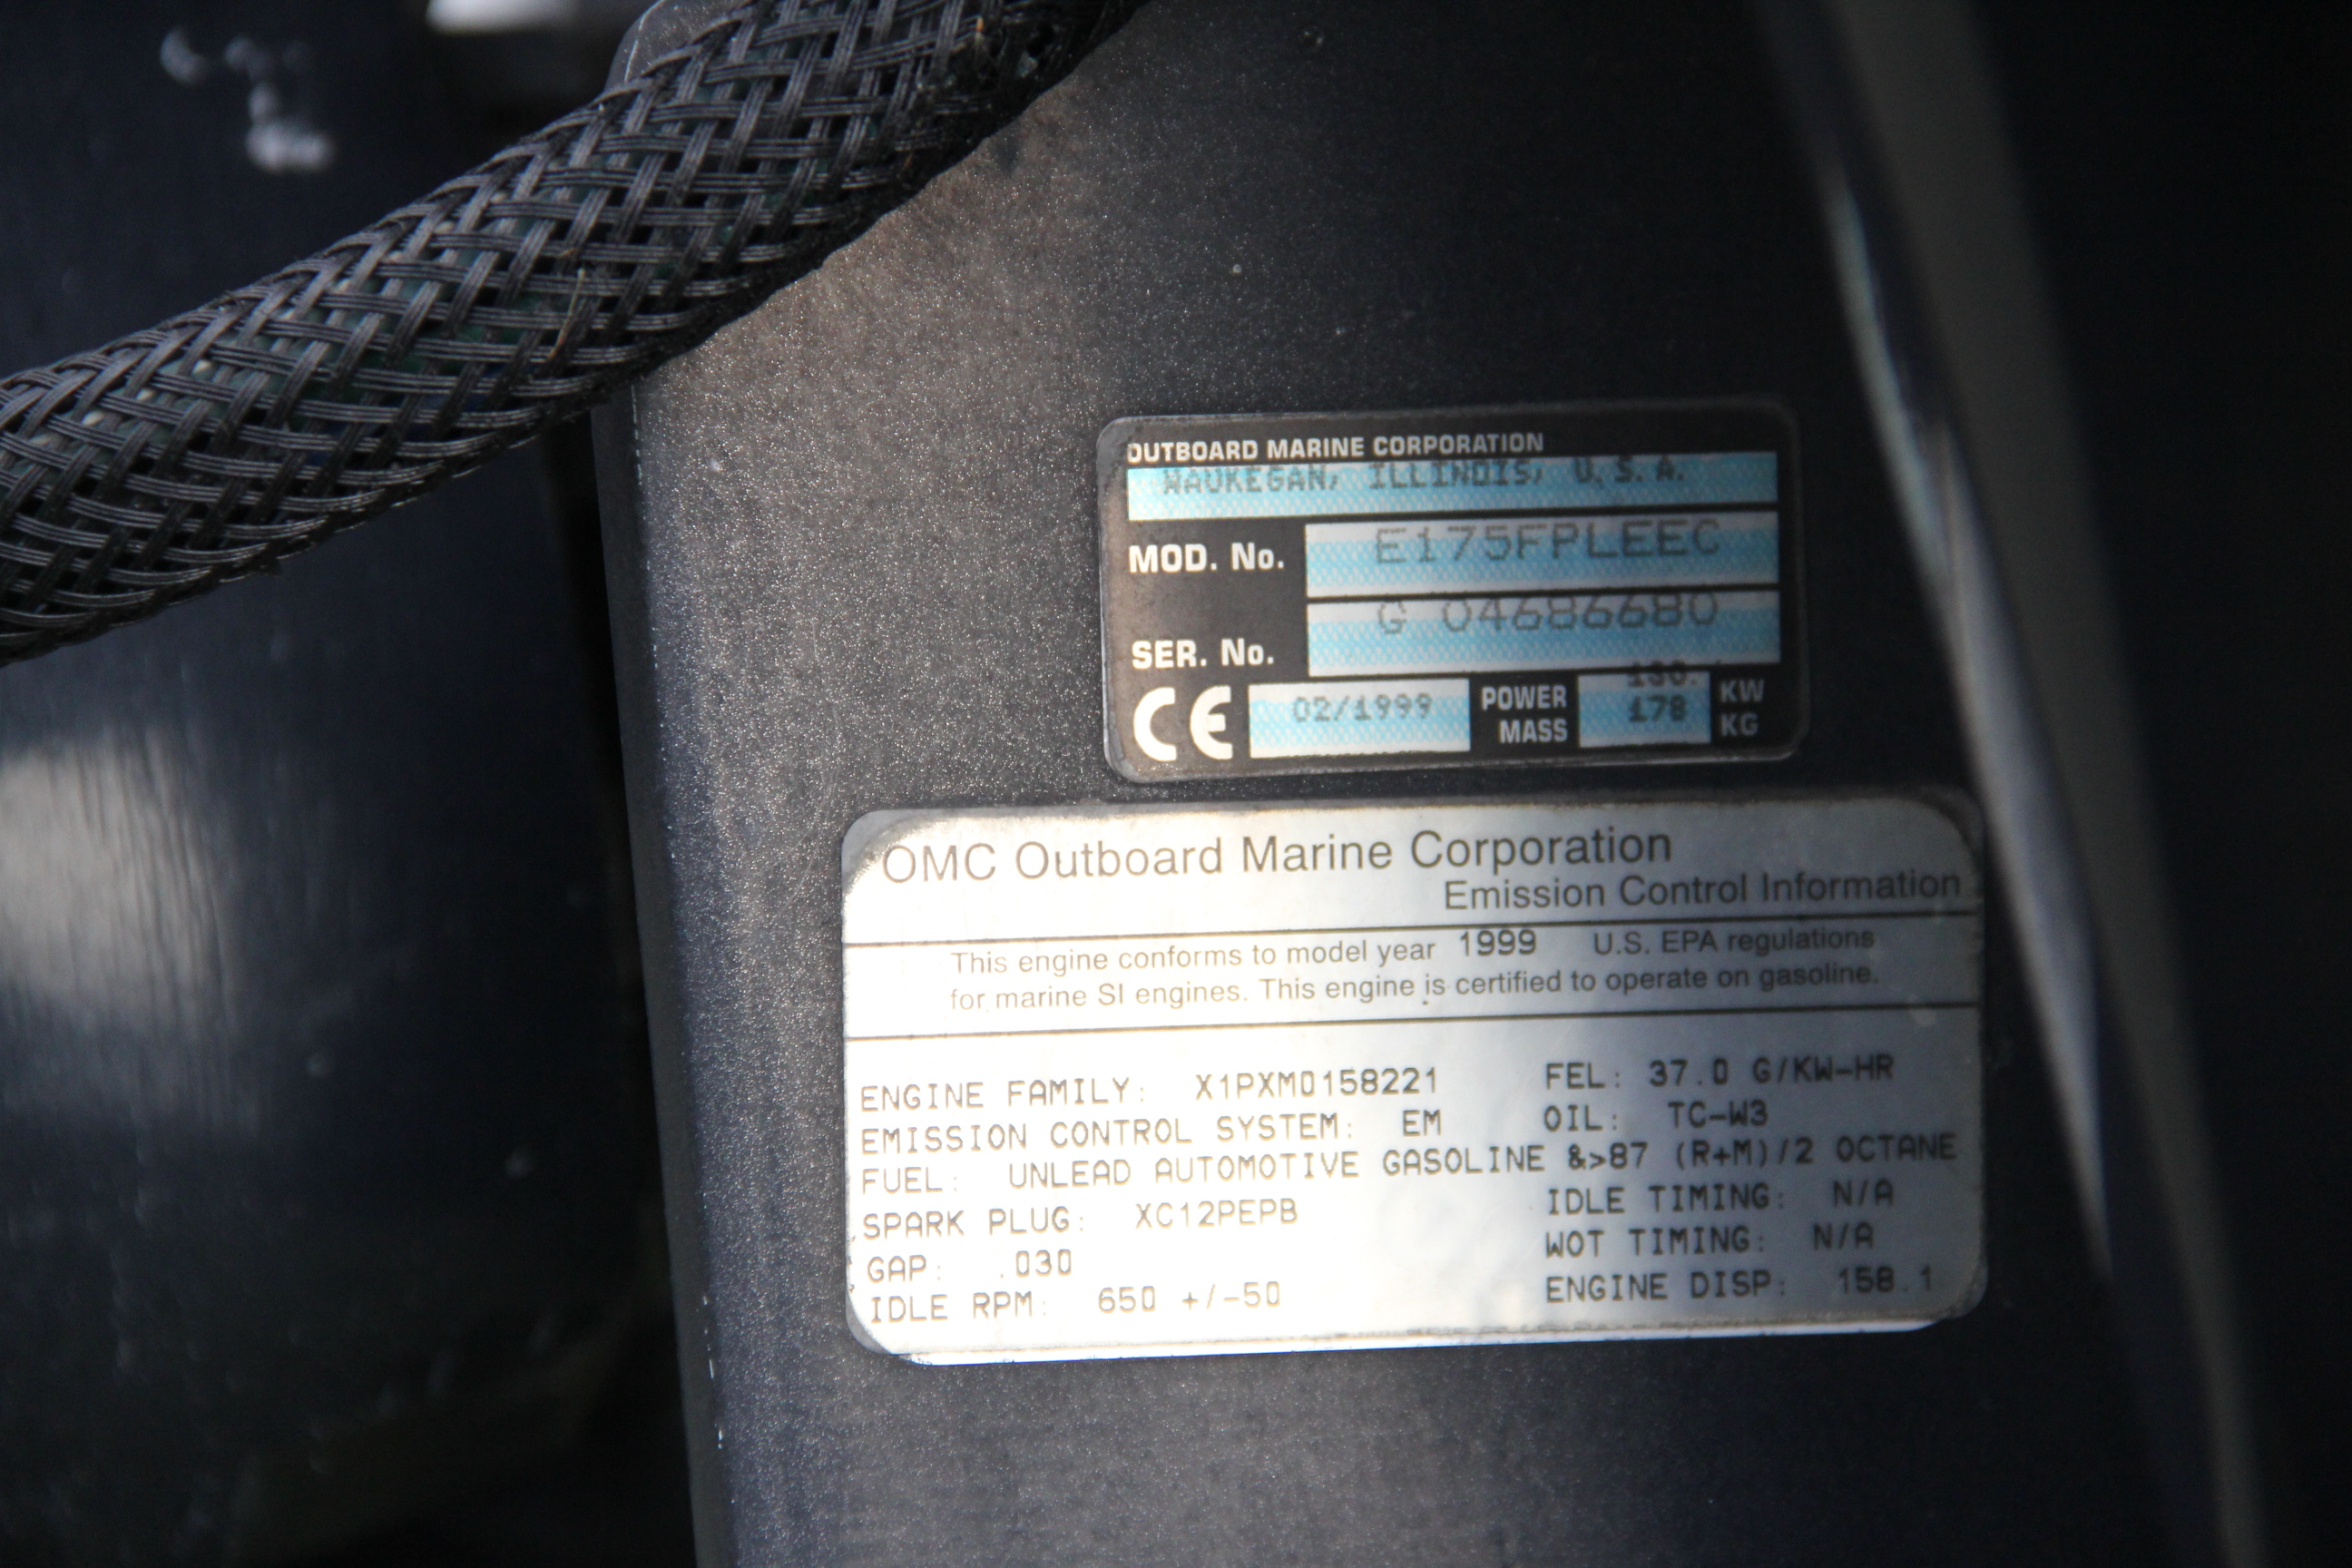 OUTBOARD MARINE CORPORATION
WAUKEGAN, ILLINOIS, U.S.A.
MOD. No. E175FPLEEC
SER. No. G 04686680
CE 02/1999 POWER 130. KW
MASS 178 KG
OMC Outboard Marine Corporation
Emission Control Information
This engine conforms to model year 1999 U.S. EPA regulations
for marine SI engines. This engine is certified to operate on gasoline.
ENGINE FAMILY: X1PXM0158221 FEL: 37.0 G/KW-HR
EMISSION CONTROL SYSTEM: EM OIL: TC-W3
FUEL: UNLEAD AUTOMOTIVE GASOLINE &>87 (R+M)/2 OCTANE
SPARK PLUG: XC12PEPB IDLE TIMING: N/A
GAP: .030 WOT TIMING: N/A
IDLE RPM: 650 +/-50 ENGINE DISP: 158.1